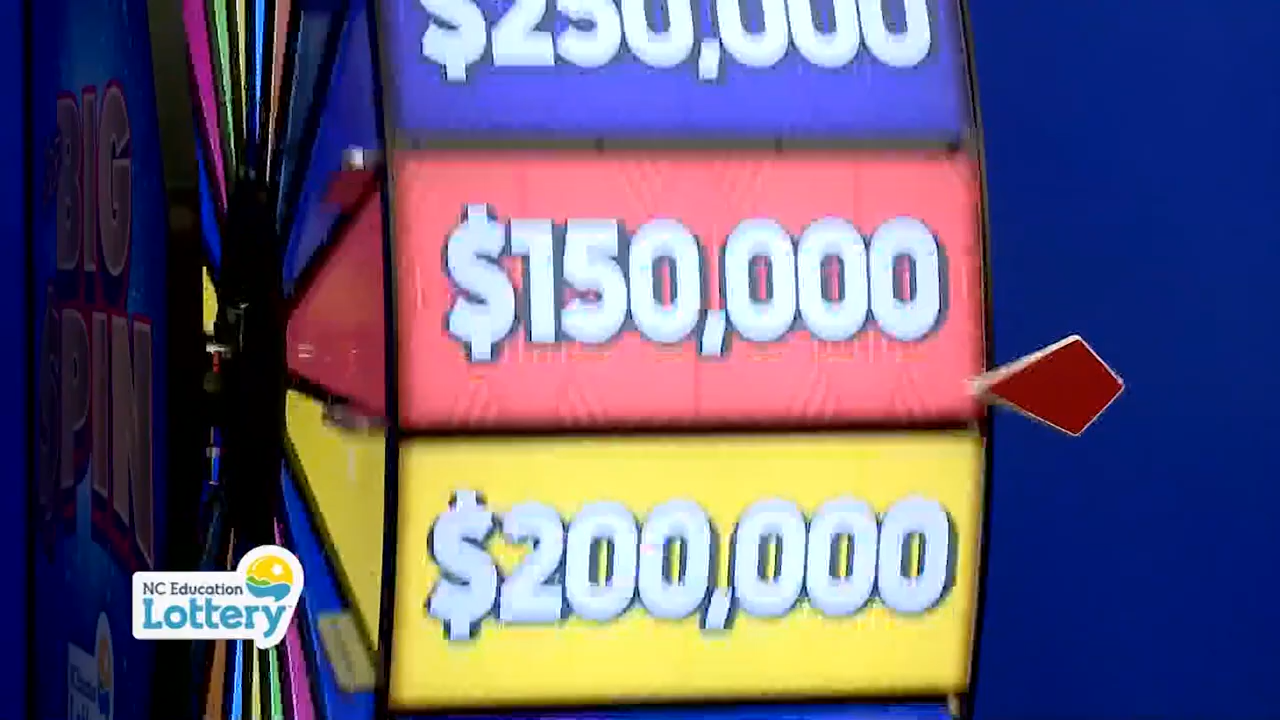 $250,000
BIG
$150,000
SPIN
$200,000
NC Education
Lottery